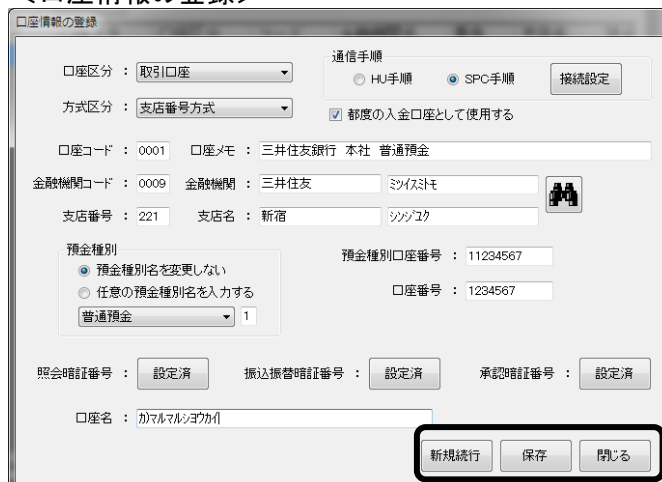 口座情報の登録
通信手順
口座区分 : 取引口座 HU手順 SPC手順 接続設定
方式区分 : 支店番号方式 都度の入金口座として使用する
口座コード : 0001 口座メモ : 三井住友銀行 本社 普通預金
金融機関コード : 0009 金融機関 : 三井住友 ﾐﾂｲｽﾐﾄﾓ
支店番号 : 221 支店名 : 新宿 ｼﾝｼﾞﾕｸ
預金種別
預金種別名を変更しない 預金種別口座番号 : 11234567
任意の預金種別名を入力する 口座番号 : 1234567
普通預金 1
照会暗証番号 : 設定済 振込振替暗証番号 : 設定済 承認暗証番号 : 設定済
口座名 : ｶ)ﾏﾙﾏﾙｼﾖｳｶｲ
新規続行 保存 閉じる